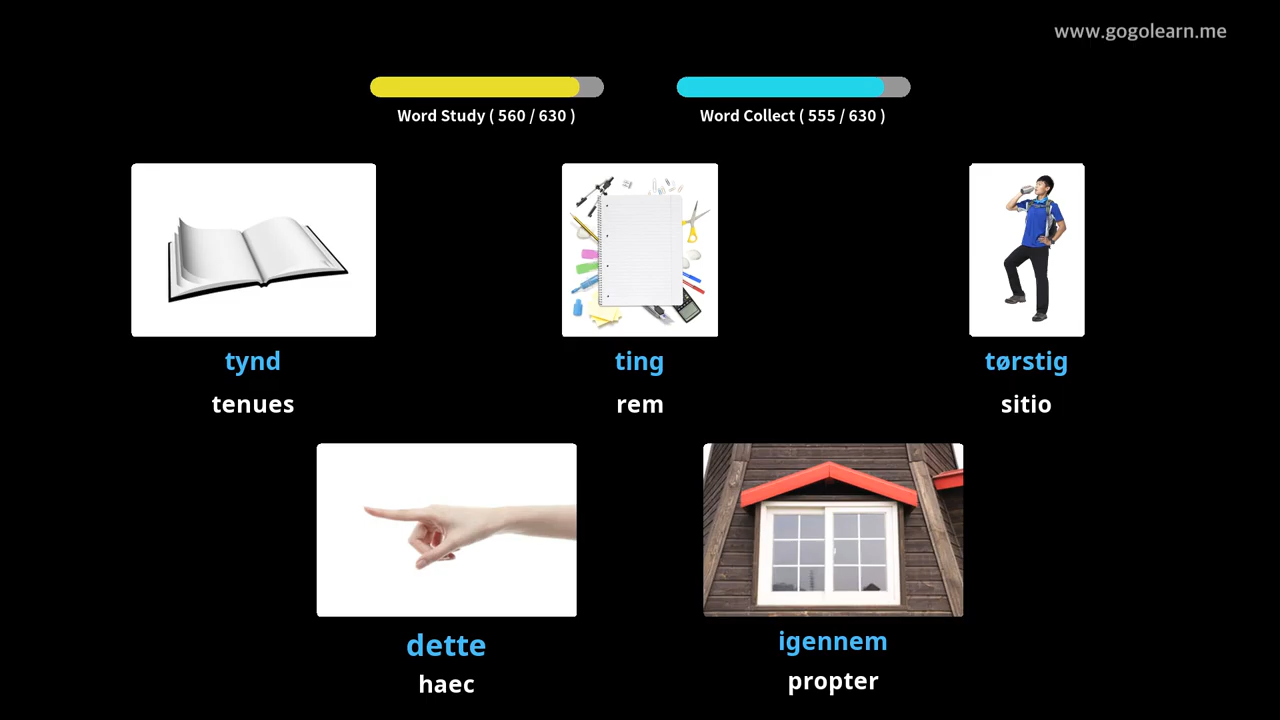 www.gogolearn.me
Word Study ( 560 / 630 )
Word Collect ( 555 / 630 )
tynd
tenues
ting
rem
tørstig
sitio
dette
haec
igennem
propter